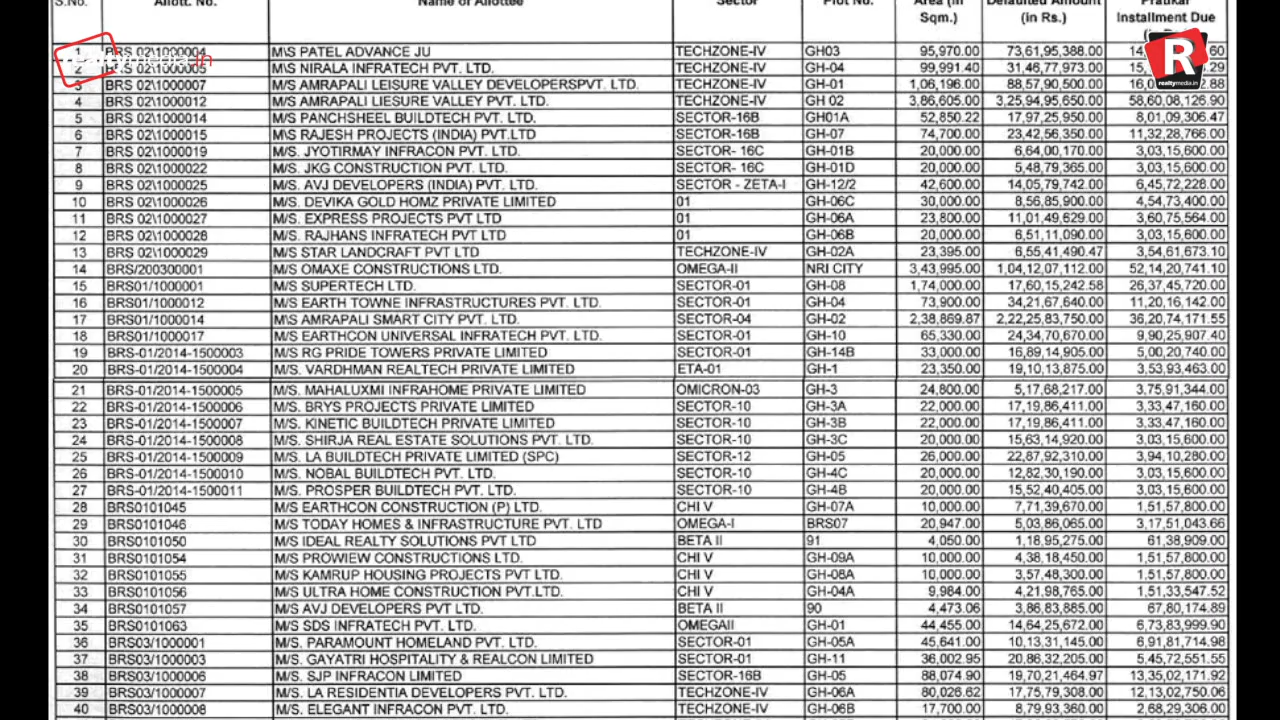 S.No. Allott. No. Name of Allottee Sector Plot No. Area (in Defaulted Amount Pratikar
Sqm.) (in Rs.) Installment Due
realtymedia.in
R
realtymedia.in
1 BRS 02\1000004 M\S PATEL ADVANCE JU TECHZONE-IV GH03 95,970.00 73,61,95,388.00
2 BRS 02\1000005 M\S NIRALA INFRATECH PVT. LTD. TECHZONE-IV GH-04 99,991.40 31,46,77,973.00
3 BRS 02\1000007 M\S AMRAPALI LEISURE VALLEY DEVELOPERSPVT. LTD. TECHZONE-IV GH-01 1,06,196.00 88,57,90,500.00
4 BRS 02\1000012 M\S AMRAPALI LIESURE VALLEY PVT. LTD. TECHZONE-IV GH 02 3,86,605.00 3,25,94,95,650.00 58,60,08,126.90
5 BRS 02\1000014 M\S PANCHSHEEL BUILDTECH PVT. LTD. SECTOR-16B GH01A 52,850.22 17,97,25,950.00 8,01,09,306.47
6 BRS 02\1000015 M\S RAJESH PROJECTS (INDIA) PVT. LTD SECTOR-16B GH-07 74,700.00 23,42,56,350.00 11,32,28,766.00
7 BRS 02\1000019 M/S. JYOTIRMAY INFRACON PVT. LTD. SECTOR- 16C GH-01B 20,000.00 6,64,00,170.00 3,03,15,600.00
8 BRS 02\1000022 M/S. JKG CONSTRUCTION PVT. LTD. SECTOR- 16C GH-01D 20,000.00 5,48,79,365.00 3,03,15,600.00
9 BRS 02\1000025 M/S. AVJ DEVELOPERS (INDIA) PVT. LTD. SECTOR - ZETA-I GH-12/2 42,600.00 14,05,79,742.00 6,45,72,228.00
10 BRS 02\1000026 M/S. DEVIKA GOLD HOMZ PRIVATE LIMITED 01 GH-06C 30,000.00 8,56,85,900.00 4,54,73,400.00
11 BRS 02\1000027 M/S. EXPRESS PROJECTS PVT LTD 01 GH-06A 23,800.00 11,01,49,629.00 3,60,75,564.00
12 BRS 02\1000028 M/S. RAJHANS INFRATECH PVT LTD 01 GH-06B 20,000.00 6,51,11,090.00 3,03,15,600.00
13 BRS 02\1000029 M/S STAR LANDCRAFT PVT LTD TECHZONE-IV GH-02A 23,395.00 6,55,41,490.47 3,54,61,673.10
14 BRS/200300001 M/S OMAXE CONSTRUCTIONS LTD. OMEGA-II NRI CITY 3,43,995.00 1,04,12,07,112.00 52,14,20,741.10
15 BRS01/1000001 M\S SUPERTECH LTD. SECTOR-01 GH-08 1,74,000.00 17,60,15,242.58 26,37,45,720.00
16 BRS01/1000012 M/S EARTH TOWNE INFRASTRUCTURES PVT. LTD. SECTOR-01 GH-04 73,900.00 34,21,67,640.00 11,20,16,142.00
17 BRS01/1000014 M\S AMRAPALI SMART CITY PVT. LTD. SECTOR-04 GH-02 2,38,869.87 2,22,25,83,750.00 36,20,74,171.55
18 BRS01/1000017 M\S EARTHCON UNIVERSAL INFRATECH PVT. LTD. SECTOR-01 GH-10 65,330.00 24,34,70,670.00 9,90,25,907.40
19 BRS-01/2014-1500003 M/S RG PRIDE TOWERS PRIVATE LIMITED SECTOR-01 GH-14B 33,000.00 16,89,14,905.00 5,00,20,740.00
20 BRS-01/2014-1500004 M/S. VARDHMAN REALTECH PRIVATE LIMITED ETA-01 GH-1 23,350.00 19,10,13,875.00 3,53,93,463.00
21 BRS-01/2014-1500005 M/S. MAHALUXMI INFRAHOME PRIVATE LIMITED OMICRON-03 GH-3 24,800.00 5,17,68,217.00 3,75,91,344.00
22 BRS-01/2014-1500006 M/S. BRYS PROJECTS PRIVATE LIMITED SECTOR-10 GH-3A 22,000.00 17,19,86,411.00 3,33,47,160.00
23 BRS-01/2014-1500007 M/S. KINETIC BUILDTECH PRIVATE LIMITED SECTOR-10 GH-3B 22,000.00 17,19,86,411.00 3,33,47,160.00
24 BRS-01/2014-1500008 M/S. SHIRJA REAL ESTATE SOLUTIONS PVT. LTD. SECTOR-10 GH-3C 20,000.00 15,63,14,920.00 3,03,15,600.00
25 BRS-01/2014-1500009 M/S. LA BUILDTECH PRIVATE LIMITED (SPC) SECTOR-12 GH-05 26,000.00 22,87,92,310.00 3,94,10,280.00
26 BRS-01/2014-1500010 M/S. NOBAL BUILDTECH PVT. LTD. SECTOR-10 GH-4C 20,000.00 12,82,30,190.00 3,03,15,600.00
27 BRS-01/2014-1500011 M/S. PROSPER BUILDTECH PVT. LTD. SECTOR-10 GH-4B 20,000.00 15,52,40,405.00 3,03,15,600.00
28 BRS0101045 M/S EARTHCON CONSTRUCTION (P) LTD. CHI V GH-07A 10,000.00 7,71,39,670.00 1,51,57,800.00
29 BRS0101046 M/S TODAY HOMES & INFRASTRUCTURE PVT. LTD OMEGA-I BRS07 20,947.00 5,03,86,065.00 3,17,51,043.66
30 BRS0101050 M/S IDEAL REALTY SOLUTIONS PVT LTD BETA II 91 4,050.00 1,18,95,275.00 61,38,909.00
31 BRS0101054 M/S PROWIEW CONSTRUCTIONS LTD. CHI V GH-09A 10,000.00 4,38,18,450.00 1,51,57,800.00
32 BRS0101055 M/S KAMRUP HOUSING PROJECTS PVT LTD. CHI V GH-08A 10,000.00 3,57,48,300.00 1,51,57,800.00
33 BRS0101056 M/S ULTRA HOME CONSTRUCTION PVT.LTD. CHI V GH-04A 9,984.00 4,21,98,765.00 1,51,33,547.52
34 BRS0101057 M/S AVJ DEVELOPERS PVT LTD. BETA II 90 4,473.06 3,86,83,885.00 67,80,174.89
35 BRS0101063 M/S SDS INFRATECH PVT. LTD. OMEGAII GH-01 44,455.00 14,64,25,672.00 6,73,83,999.90
36 BRS03/1000001 M/S. PARAMOUNT HOMELAND PVT. LTD. SECTOR-01 GH-05A 45,641.00 10,13,31,145.00 6,91,81,714.98
37 BRS03/1000003 M/S. GAYATRI HOSPITALITY & REALCON LIMITED SECTOR-01 GH-11 36,002.95 20,86,32,205.00 5,45,72,551.55
38 BRS03/1000006 M/S. SJP INFRACON LIMITED SECTOR-16B GH-05 88,074.90 19,70,21,464.97 13,35,02,171.92
39 BRS03/1000007 M/S. LA RESIDENTIA DEVELOPERS PVT. LTD. TECHZONE-IV GH-06A 80,026.62 17,75,79,308.00 12,13,02,750.06
40 BRS03/1000008 M/S. ELEGANT INFRACON PVT. LTD TECHZONE-IV GH-06B 17,700.00 8,79,93,360.00 2,68,29,306.00